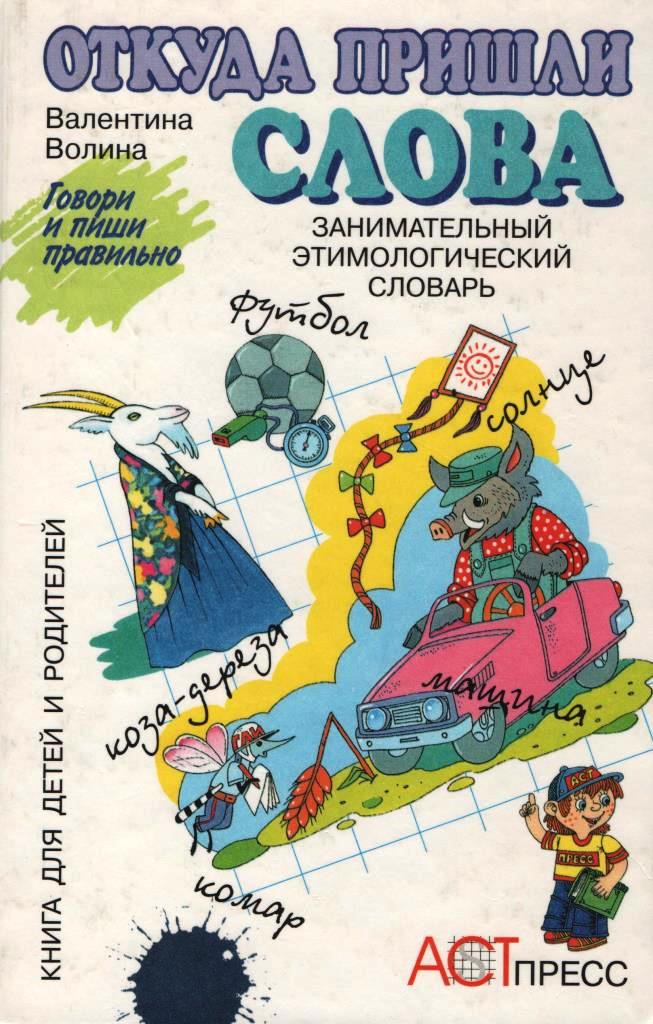 ОТКУДА ПРИШЛИ
СЛОВА
Валентина
Волина
Говори
и пиши
правильно
ЗАНИМАТЕЛЬНЫЙ
ЭТИМОЛОГИЧЕСКИЙ
СЛОВАРЬ
футбол
солнце
КНИГА ДЛЯ ДЕТЕЙ И РОДИТЕЛЕЙ
коза-дереза
машина
ГАИ
комар
АСТ
ПРЕСС
АСТ ПРЕСС